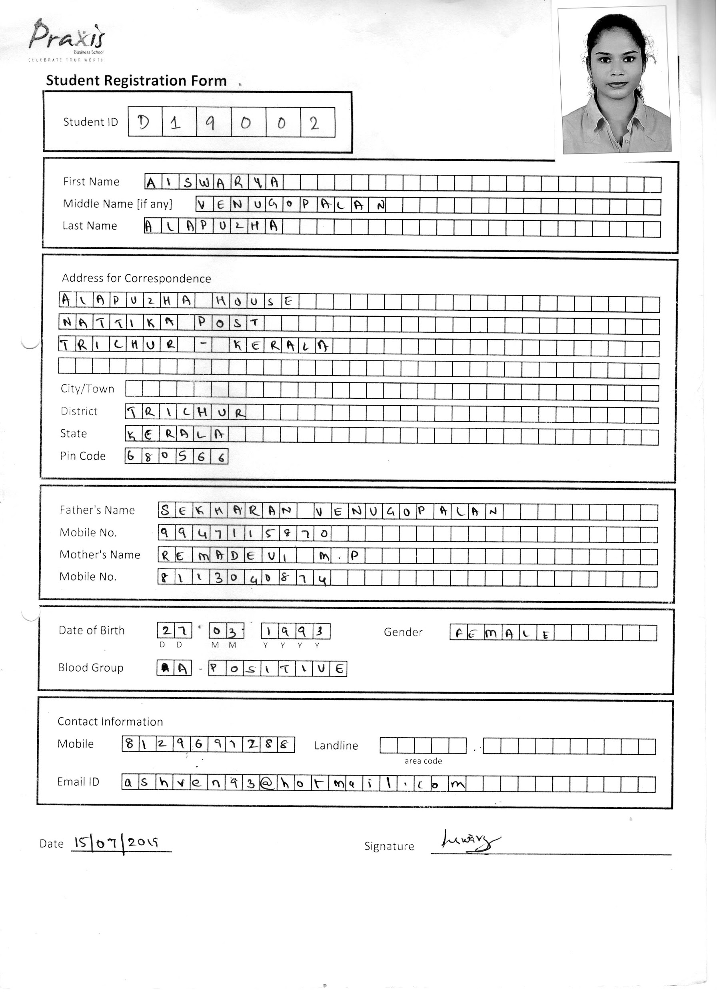 Praxis
Business School
CELEBRATE YOUR WORTH
Student Registration Form
Student ID D19002
First Name AISWARYA
Middle Name [if any] VENUGOPALAN
Last Name ALAPUZHA
Address for Correspondence
ALAPUZHA HOUSE
NATTIKA POST
TRICHUR - KERALA
City/Town
District TRICHUR
State KERALA
Pin Code 680566
Father's Name SEKHARAN VENUGOPALAN
Mobile No. 9947115870
Mother's Name REMADEVI M.P
Mobile No. 8113040874
Date of Birth 27 03 1993 Gender FEMALE
D D M M Y Y Y Y
Blood Group A - POSITIVE
Contact Information
Mobile 8129697288 Landline
area code
Email ID ashven93@hotmail.com
Date 15/07/2019 Signature